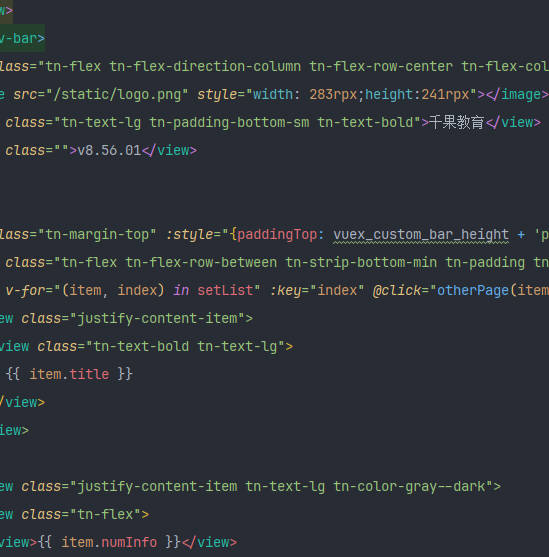 w>
v-bar>
lass="tn-flex tn-flex-direction-column tn-flex-row-center tn-flex-col
e src="/static/logo.png" style="width: 283rpx;height:241rpx"></image>
class="tn-text-lg tn-padding-bottom-sm tn-text-bold">千果教育</view>
class="">v8.56.01</view>
lass="tn-margin-top" :style="{paddingTop: vuex_custom_bar_height + 'p
class="tn-flex tn-flex-row-between tn-strip-bottom-min tn-padding tn
v-for="(item, index) in setList" :key="index" @click="otherPage(item
ew class="justify-content-item">
view class="tn-text-bold tn-text-lg">
{{ item.title }}
/view>
iew>
ew class="justify-content-item tn-text-lg tn-color-gray--dark">
ew class="tn-flex">
view>{{ item.numInfo }}</view>